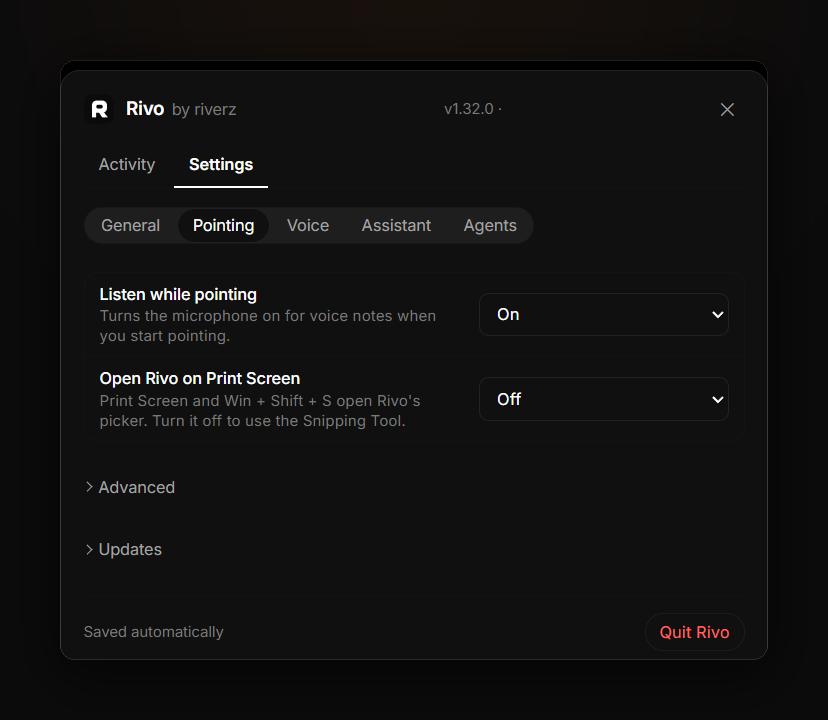 Rivo by riverz
v1.32.0 ·
Activity
Settings
General
Pointing
Voice
Assistant
Agents
Listen while pointing
Turns the microphone on for voice notes when
you start pointing.
On
Open Rivo on Print Screen
Print Screen and Win + Shift + S open Rivo's
picker. Turn it off to use the Snipping Tool.
Off
Advanced
Updates
Saved automatically
Quit Rivo